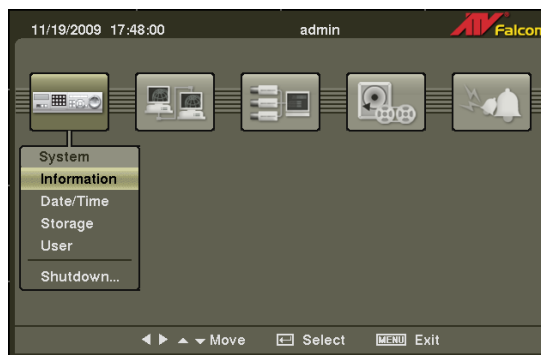 11/19/2009 17:48:00 admin ATV Falcon
System
Information
Date/Time
Storage
User
Shutdown...
Move Select MENU Exit